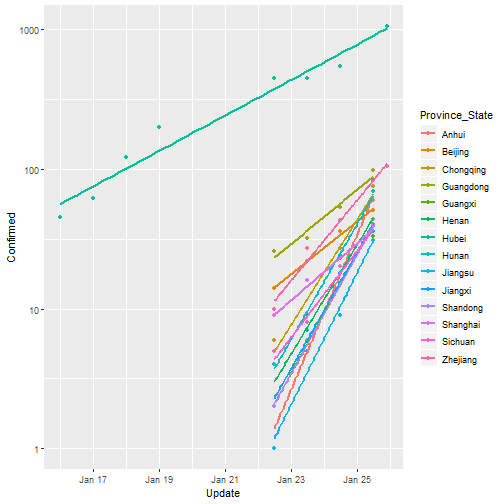 1000
100
10
1
Confirmed
Jan 17
Jan 19
Jan 21
Jan 23
Jan 25
Update
Province_State
Anhui
Beijing
Chongqing
Guangdong
Guangxi
Henan
Hubei
Hunan
Jiangsu
Jiangxi
Shandong
Shanghai
Sichuan
Zhejiang